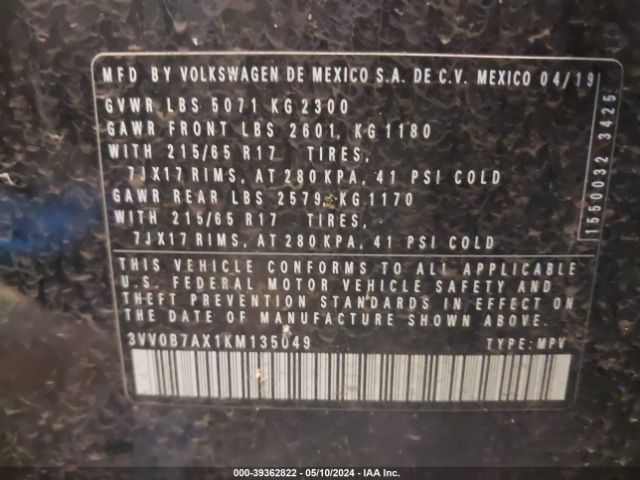 MFD BY VOLKSWAGEN DE MEXICO S.A. DE C.V. MEXICO 04/19
GVWR LBS 5071 KG 2300
GAWR FRONT LBS 2601, KG 1180
WITH 215/65 R17 TIRES,
7JX17 RIMS, AT 280 KPA, 41 PSI COLD
GAWR REAR LBS 2579, KG 1170
WITH 215/65 R17 TIRES,
7JX17 RIMS, AT 280 KPA, 41 PSI COLD
1550032 3425
THIS VEHICLE CONFORMS TO ALL APPLICABLE
U.S. FEDERAL MOTOR VEHICLE SAFETY AND
THEFT PREVENTION STANDARDS IN EFFECT ON
THE DATE OF MANUFACTURE SHOWN ABOVE.
3VV0B7AX1KM135049 TYPE: MPV
000-39362822 - 05/10/2024 - IAA Inc.